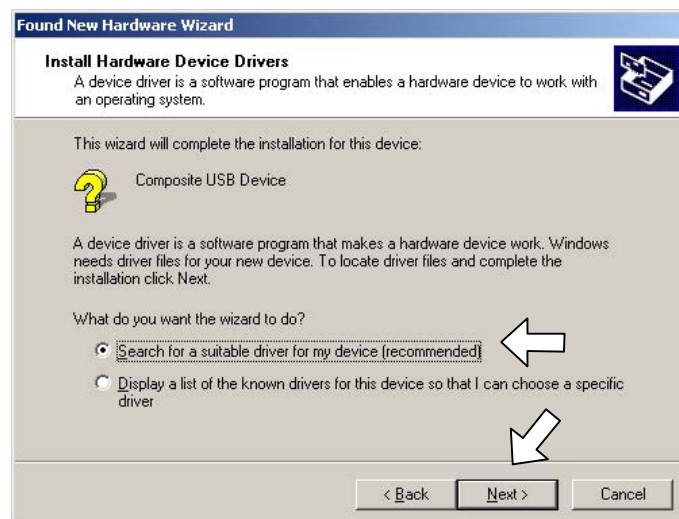 Found New Hardware Wizard
Install Hardware Device Drivers
A device driver is a software program that enables a hardware device to work with
an operating system.
This wizard will complete the installation for this device:
Composite USB Device
A device driver is a software program that makes a hardware device work. Windows
needs driver files for your new device. To locate driver files and complete the
installation click Next.
What do you want the wizard to do?
Search for a suitable driver for my device (recommended)
Display a list of the known drivers for this device so that I can choose a specific
driver
< Back Next > Cancel